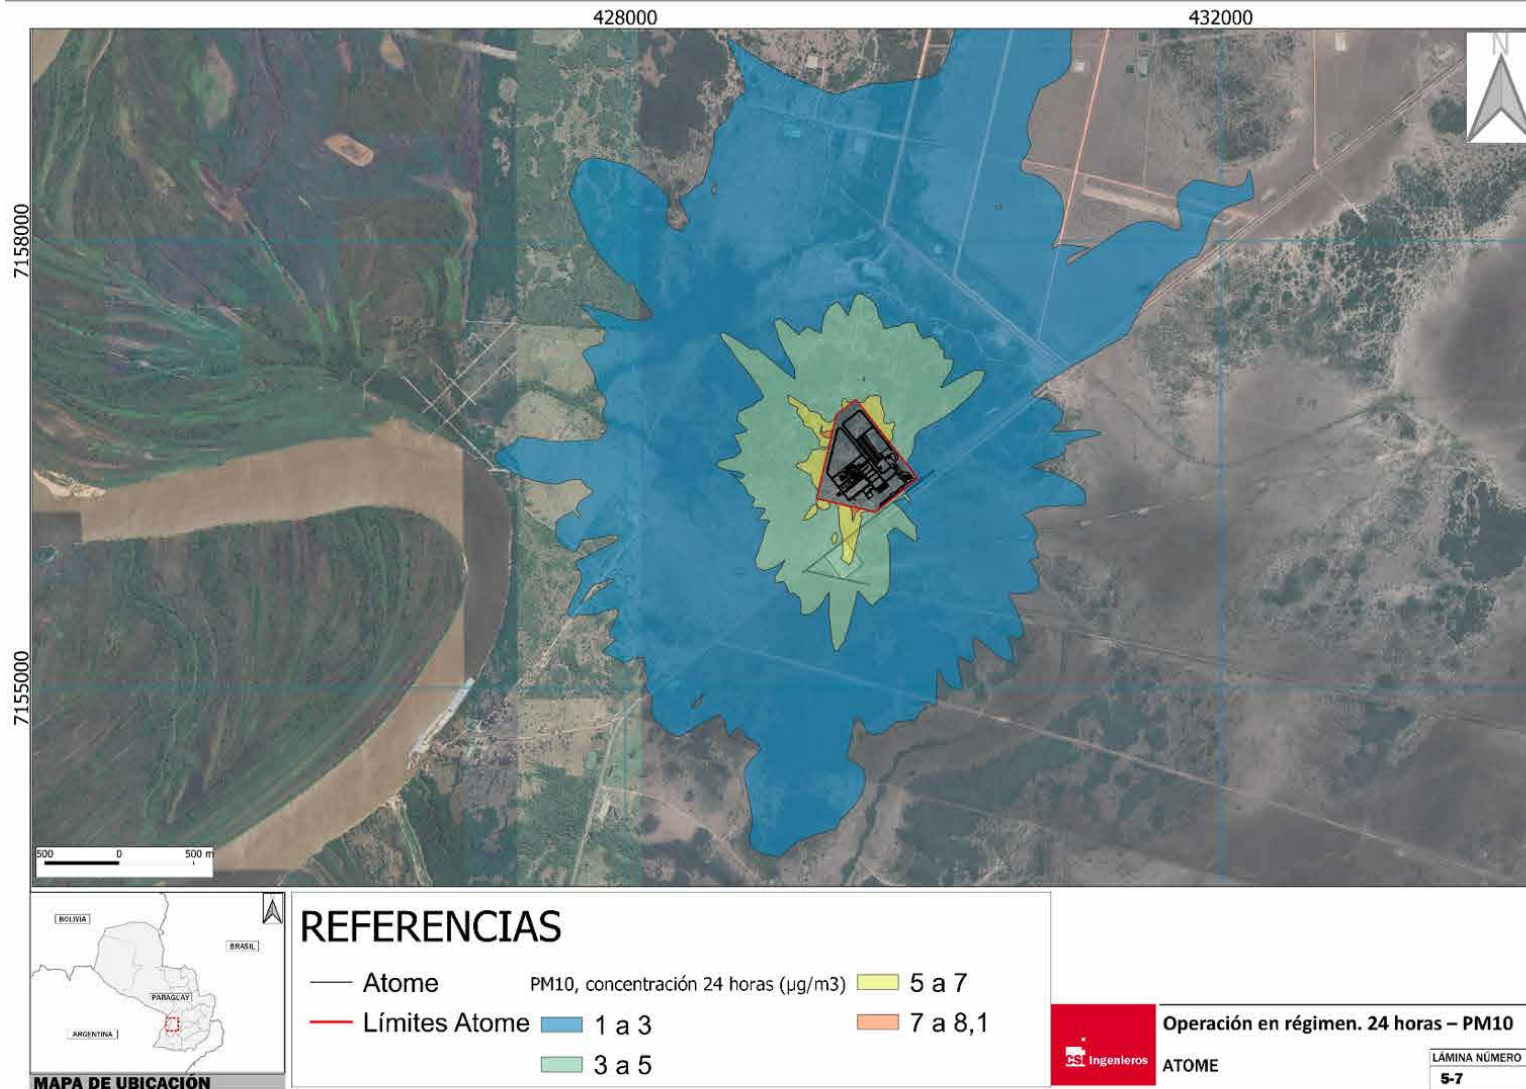 428000
432000
N
7158000
7155000
500
0
500 m
BOLIVIA
BRASIL
PARAGUAY
ARGENTINA
MAPA DE UBICACIÓN
REFERENCIAS
Atome
Límites Atome
PM10, concentración 24 horas (µg/m3)
1 a 3
3 a 5
5 a 7
7 a 8,1
CSI Ingenieros
Operación en régimen. 24 horas – PM10
ATOME
LÁMINA NÚMERO
5-7